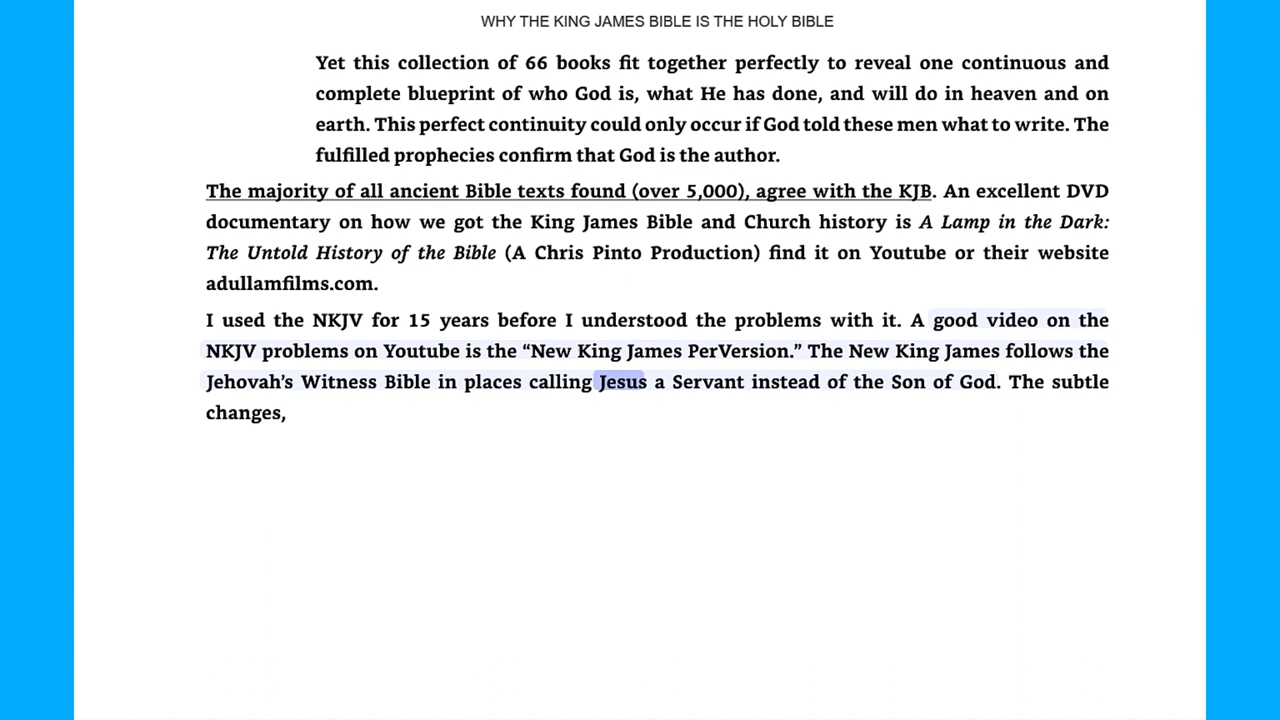 WHY THE KING JAMES BIBLE IS THE HOLY BIBLE
Yet this collection of 66 books fit together perfectly to reveal one continuous and
complete blueprint of who God is, what He has done, and will do in heaven and on
earth. This perfect continuity could only occur if God told these men what to write. The
fulfilled prophecies confirm that God is the author.
The majority of all ancient Bible texts found (over 5,000), agree with the KJB. An excellent DVD
documentary on how we got the King James Bible and Church history is A Lamp in the Dark:
The Untold History of the Bible (A Chris Pinto Production) find it on Youtube or their website
adullamfilms.com.
I used the NKJV for 15 years before I understood the problems with it. A good video on the
NKJV problems on Youtube is the “New King James PerVersion.” The New King James follows the
Jehovah’s Witness Bible in places calling Jesus a Servant instead of the Son of God. The subtle
changes,